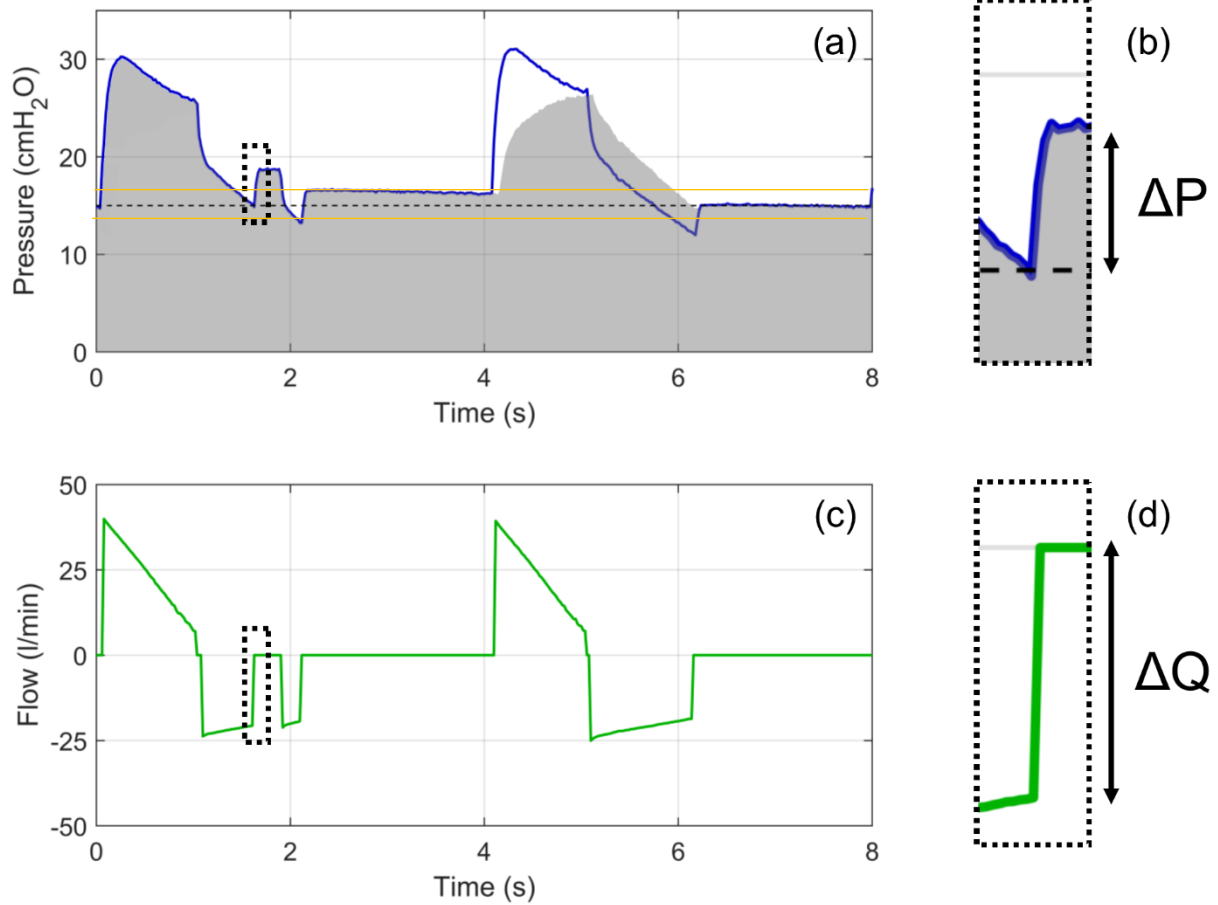 (a)
Pressure (cmH₂O)
30
20
10
0
0 2 4 6 8
Time (s)
(b)
ΔP
(c)
Flow (l/min)
50
25
0
-25
-50
0 2 4 6 8
Time (s)
(d)
ΔQ